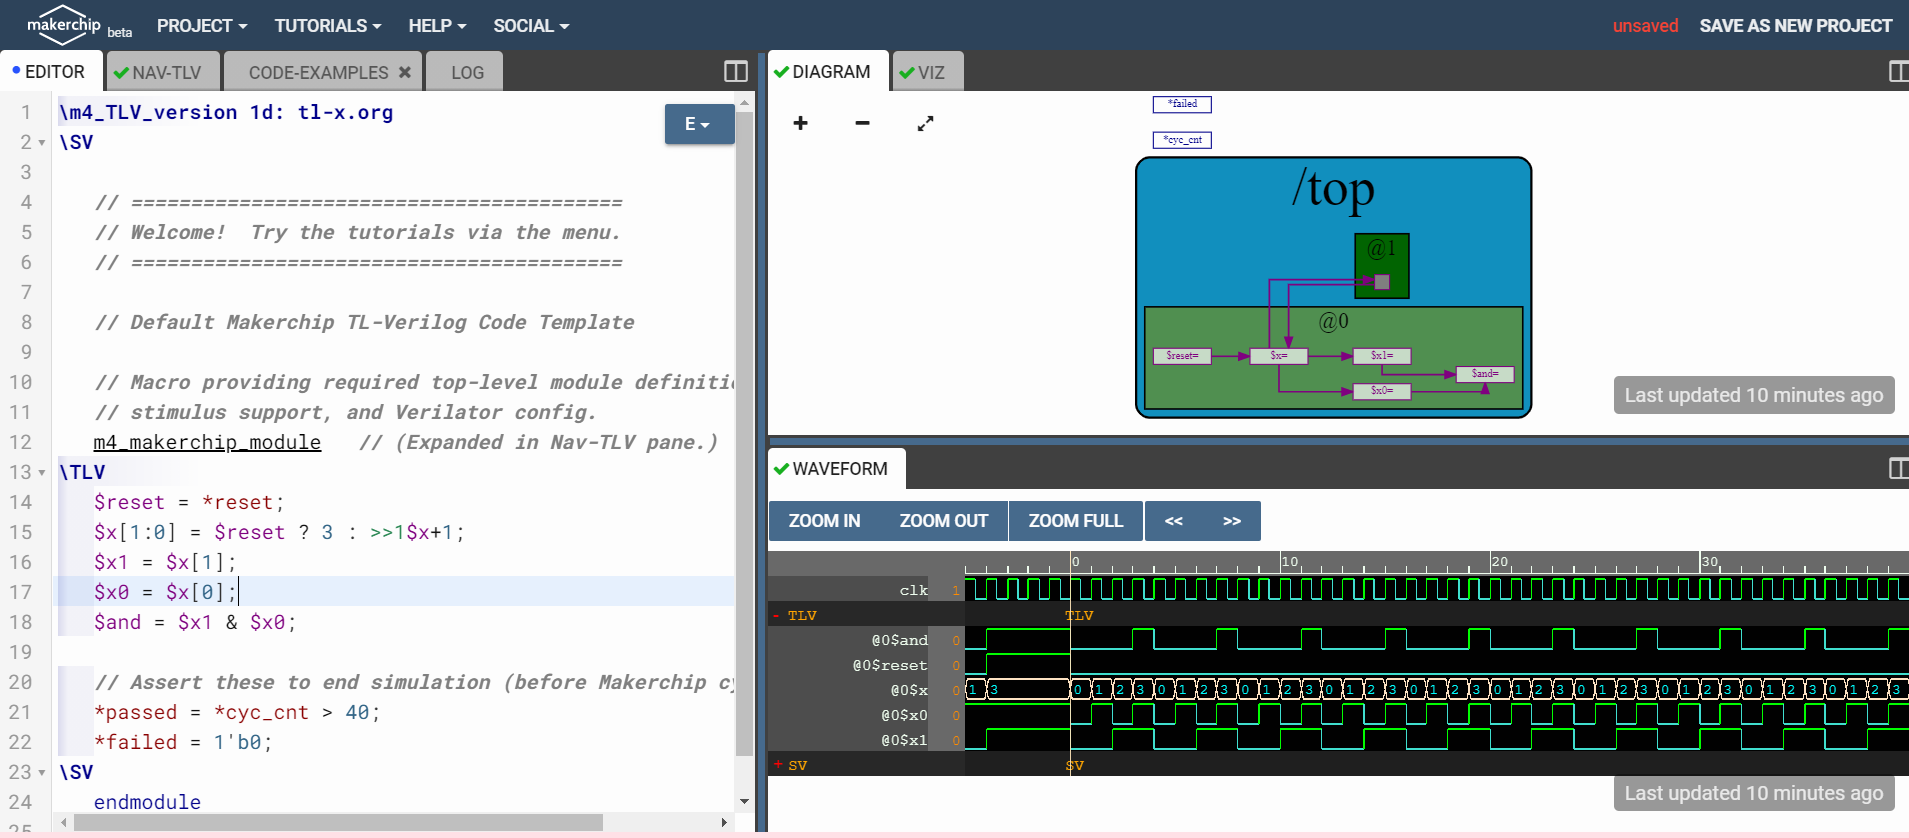 makerchip beta PROJECT TUTORIALS HELP SOCIAL unsaved SAVE AS NEW PROJECT
EDITOR NAV-TLV CODE-EXAMPLES LOG
E
1 \m4_TLV_version 1d: tl-x.org
2 \SV
3
4 // =========================================
5 // Welcome!  Try the tutorials via the menu.
6 // =========================================
7
8 // Default Makerchip TL-Verilog Code Template
9
10 // Macro providing required top-level module definiti
11 // stimulus support, and Verilator config.
12 m4_makerchip_module   // (Expanded in Nav-TLV pane.)
13 \TLV
14 $reset = *reset;
15 $x[1:0] = $reset ? 3 : >>1$x+1;
16 $x1 = $x[1];
17 $x0 = $x[0];
18 $and = $x1 & $x0;
19
20 // Assert these to end simulation (before Makerchip cy
21 *passed = *cyc_cnt > 40;
22 *failed = 1'b0;
23 \SV
24 endmodule
25
DIAGRAM VIZ
*failed
*cyc_cnt
/top
@1
@0
$reset= $x= $x1=
$and=
$x0=
Last updated 10 minutes ago
WAVEFORM
ZOOM IN ZOOM OUT ZOOM FULL << >>
0 10 20 30
clk 1
- TLV TLV
@0$and 0
@0$reset 0
@0$x 0 1 3 0 1 2 3 0 1 2 3 0 1 2 3 0 1 2 3 0 1 2 3 0 1 2 3 0 1 2 3 0 1 2 3 0 1 2 3 0 1 2 3
@0$x0 0
@0$x1 0
+ SV SV
Last updated 10 minutes ago